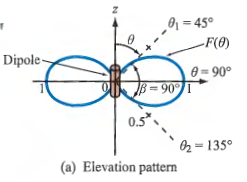 z
θ₁ = 45°
θ
F(θ)
Dipole
θ = 90°
1
0
β = 90°
1
0.5
θ₂ = 135°
(a) Elevation pattern